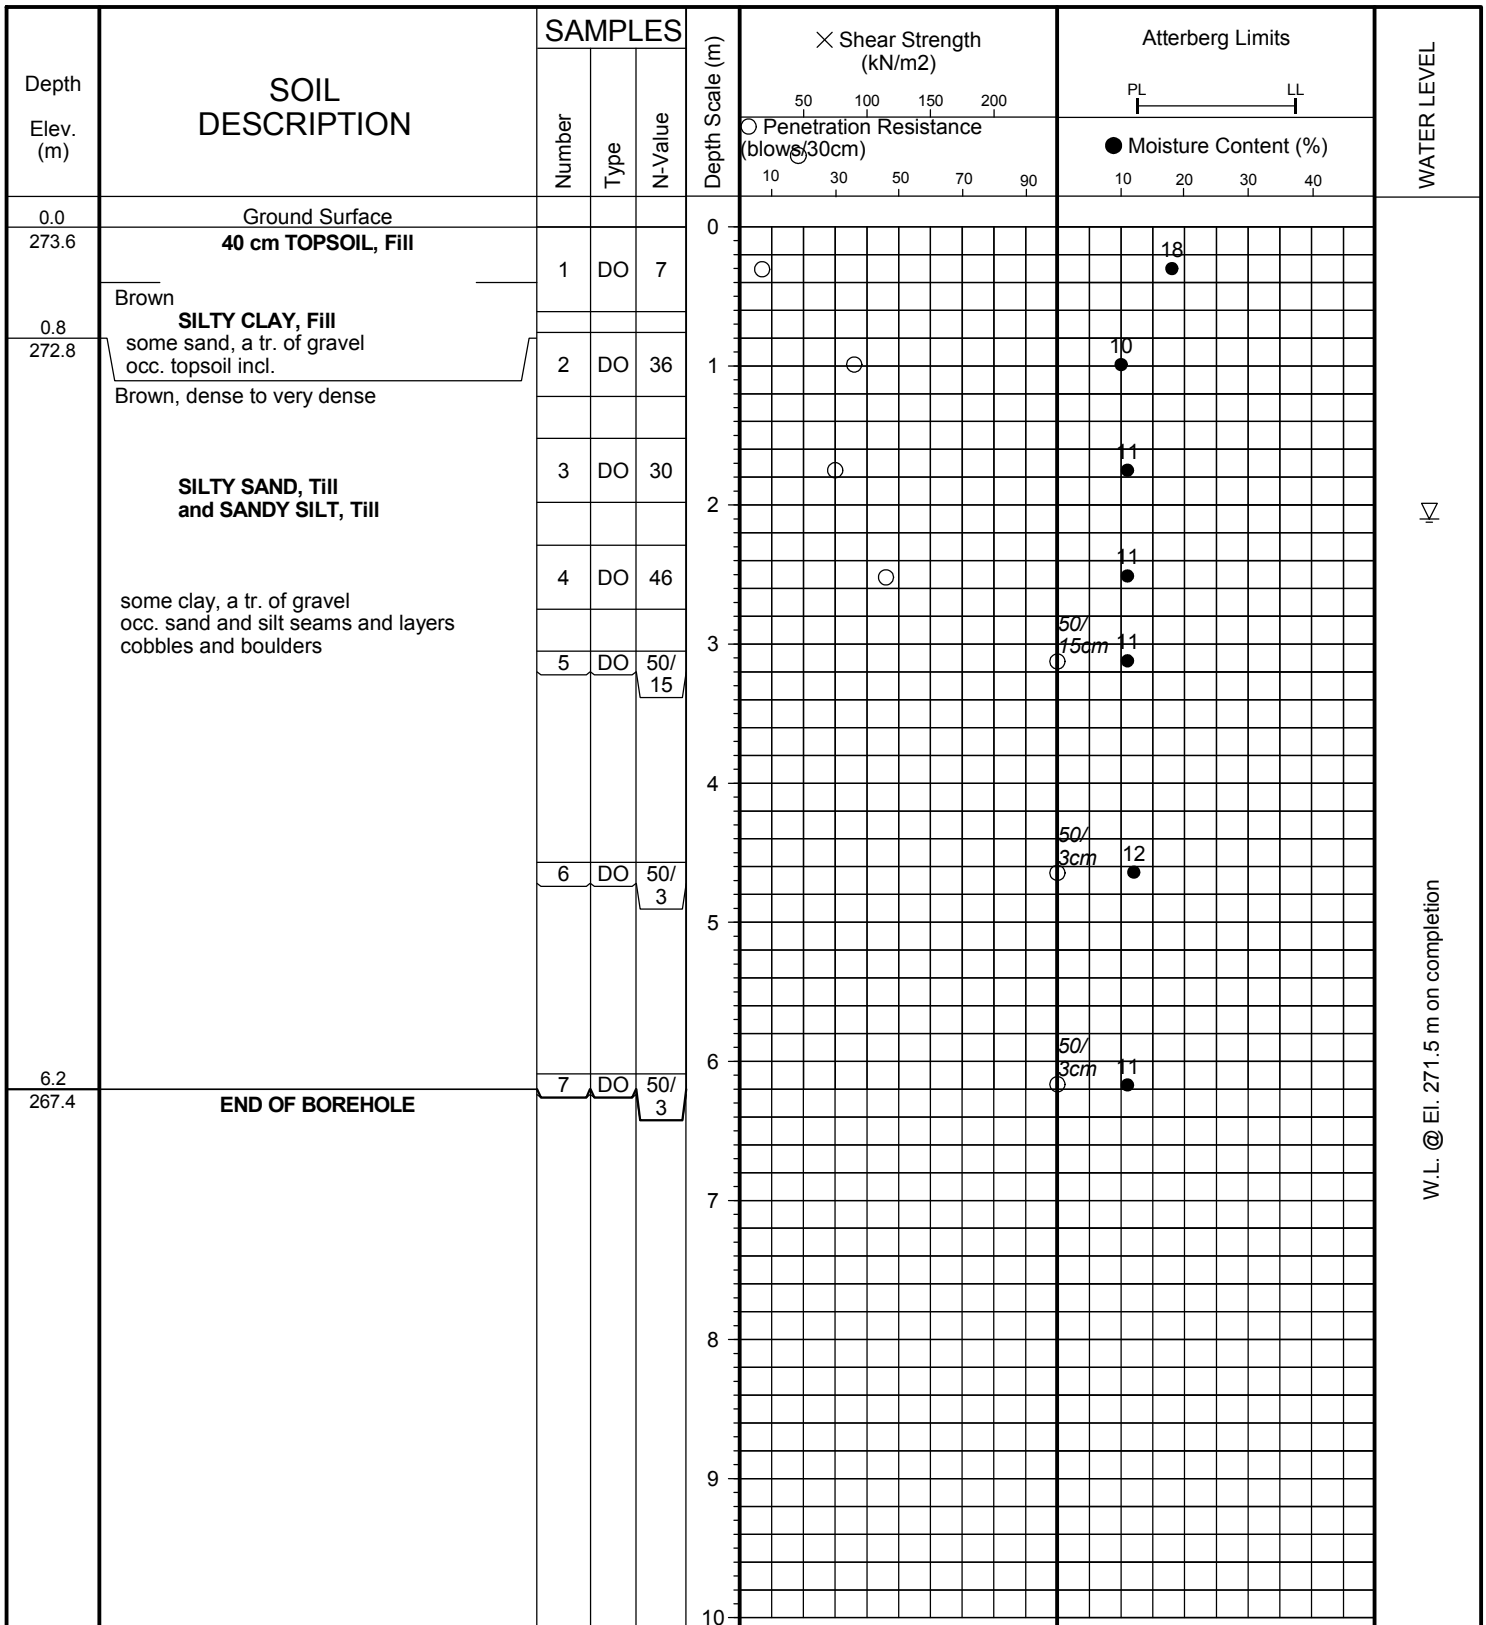 Depth
Elev.
(m)
SOIL
DESCRIPTION
SAMPLES
Number
Type
N-Value
Depth Scale (m)
× Shear Strength
(kN/m2)
50 100 150 200
Penetration Resistance
(blows/30cm)
10 30 50 70 90
Atterberg Limits
PL LL
Moisture Content (%)
10 20 30 40
WATER LEVEL
0.0 Ground Surface
273.6 40 cm TOPSOIL, Fill
0
1 DO 7
18
Brown
SILTY CLAY, Fill
0.8
some sand, a tr. of gravel
272.8
occ. topsoil incl.
2 DO 36
1
10
Brown, dense to very dense
3 DO 30
11
SILTY SAND, Till
and SANDY SILT, Till
2
4 DO 46
11
some clay, a tr. of gravel
occ. sand and silt seams and layers
cobbles and boulders
3
50/
15cm 11
5 DO 50/
15
4
50/
3cm 12
6 DO 50/
3
5
W.L. @ El. 271.5 m on completion
6
50/
3cm 11
6.2
7 DO 50/
3
267.4
END OF BOREHOLE
7
8
9
10